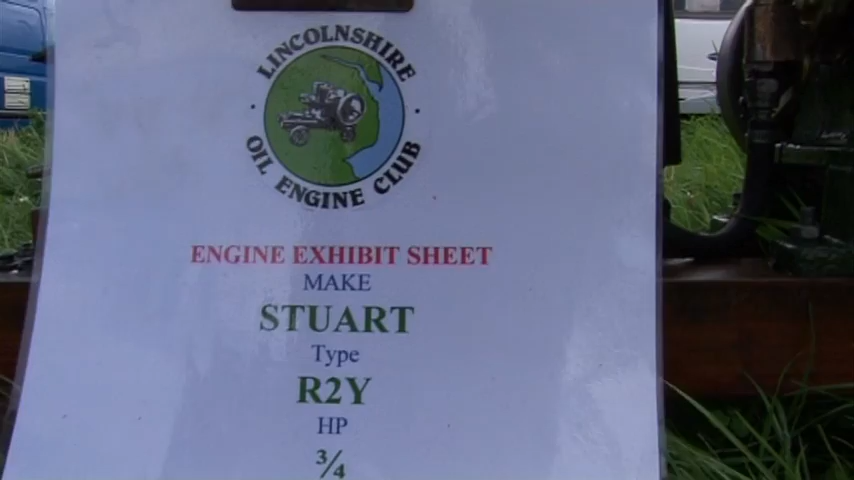 LINCOLNSHIRE
OIL ENGINE CLUB
ENGINE EXHIBIT SHEET
MAKE
STUART
Type
R2Y
HP
¾